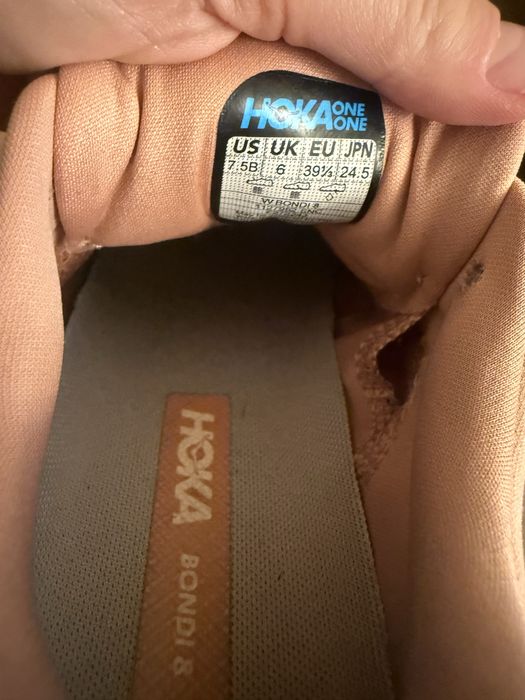 HOKA ONE ONE
US UK EU JPN
7.5B 6 39⅓ 24.5
W BONDI 8
HOKA
BONDI 8